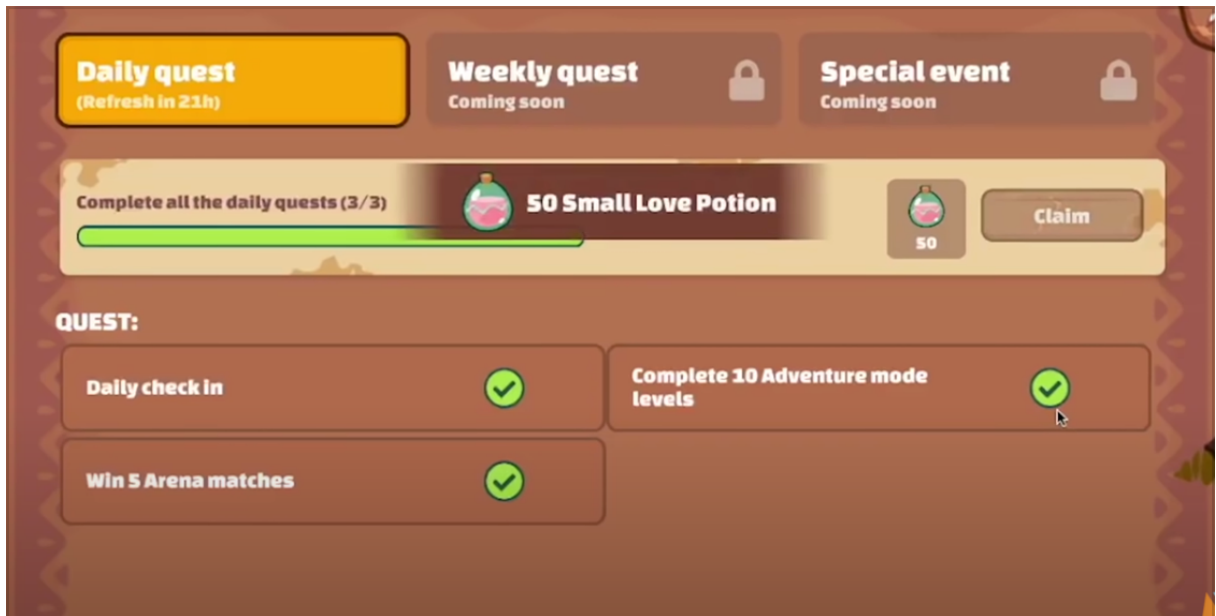 Daily quest
(Refresh in 21h)
Weekly quest
Coming soon
Special event
Coming soon
Complete all the daily quests (3/3)
50 Small Love Potion
50
Claim
QUEST:
Daily check in
Complete 10 Adventure mode
levels
Win 5 Arena matches